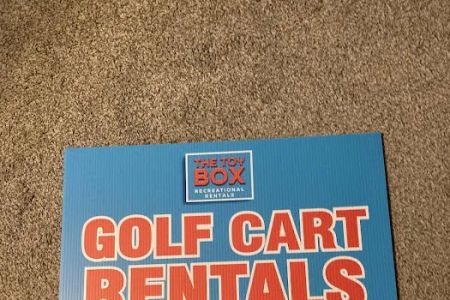 THE TOY
BOX
RECREATIONAL
RENTALS
GOLF CART
RENTALS